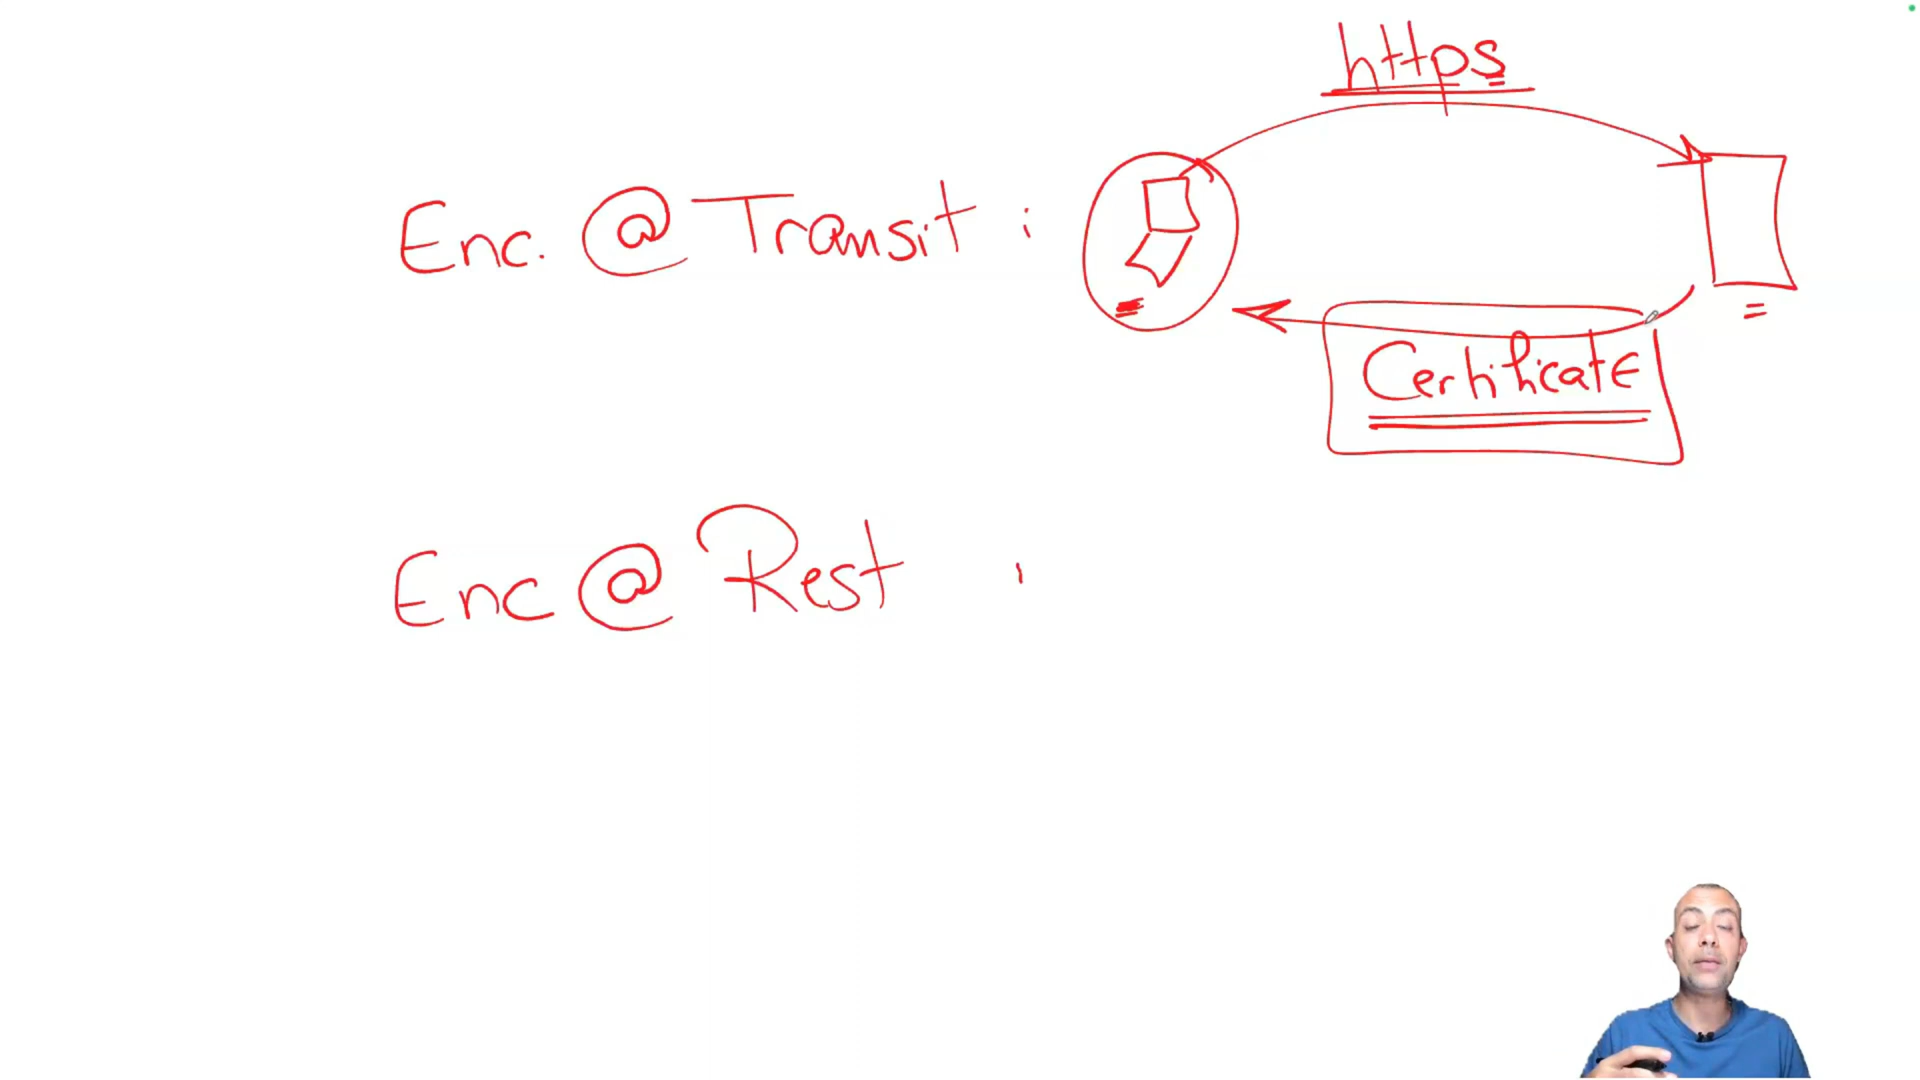 https
Enc. @ Transit :
Certificate
Enc @ Rest